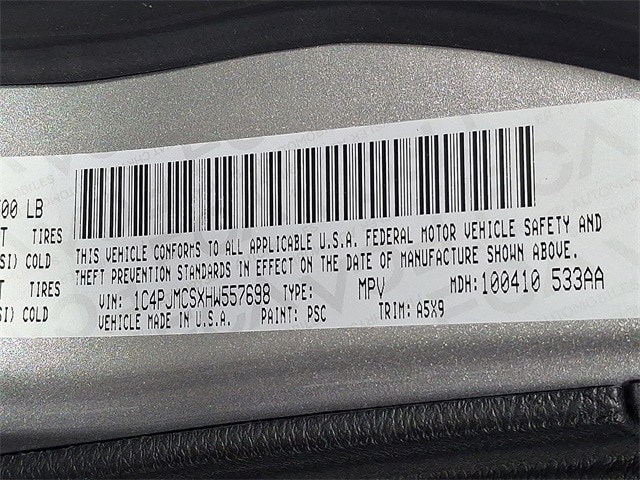 00 LB
TIRES
SI) COLD
TIRES
SI) COLD
THIS VEHICLE CONFORMS TO ALL APPLICABLE U.S.A. FEDERAL MOTOR VEHICLE SAFETY AND
THEFT PREVENTION STANDARDS IN EFFECT ON THE DATE OF MANUFACTURE SHOWN ABOVE.
VIN: 1C4PJMCSXHW557698 TYPE: MPV MDH: 100410 533AA
VEHICLE MADE IN U.S.A. PAINT: PSC TRIM: A5X9